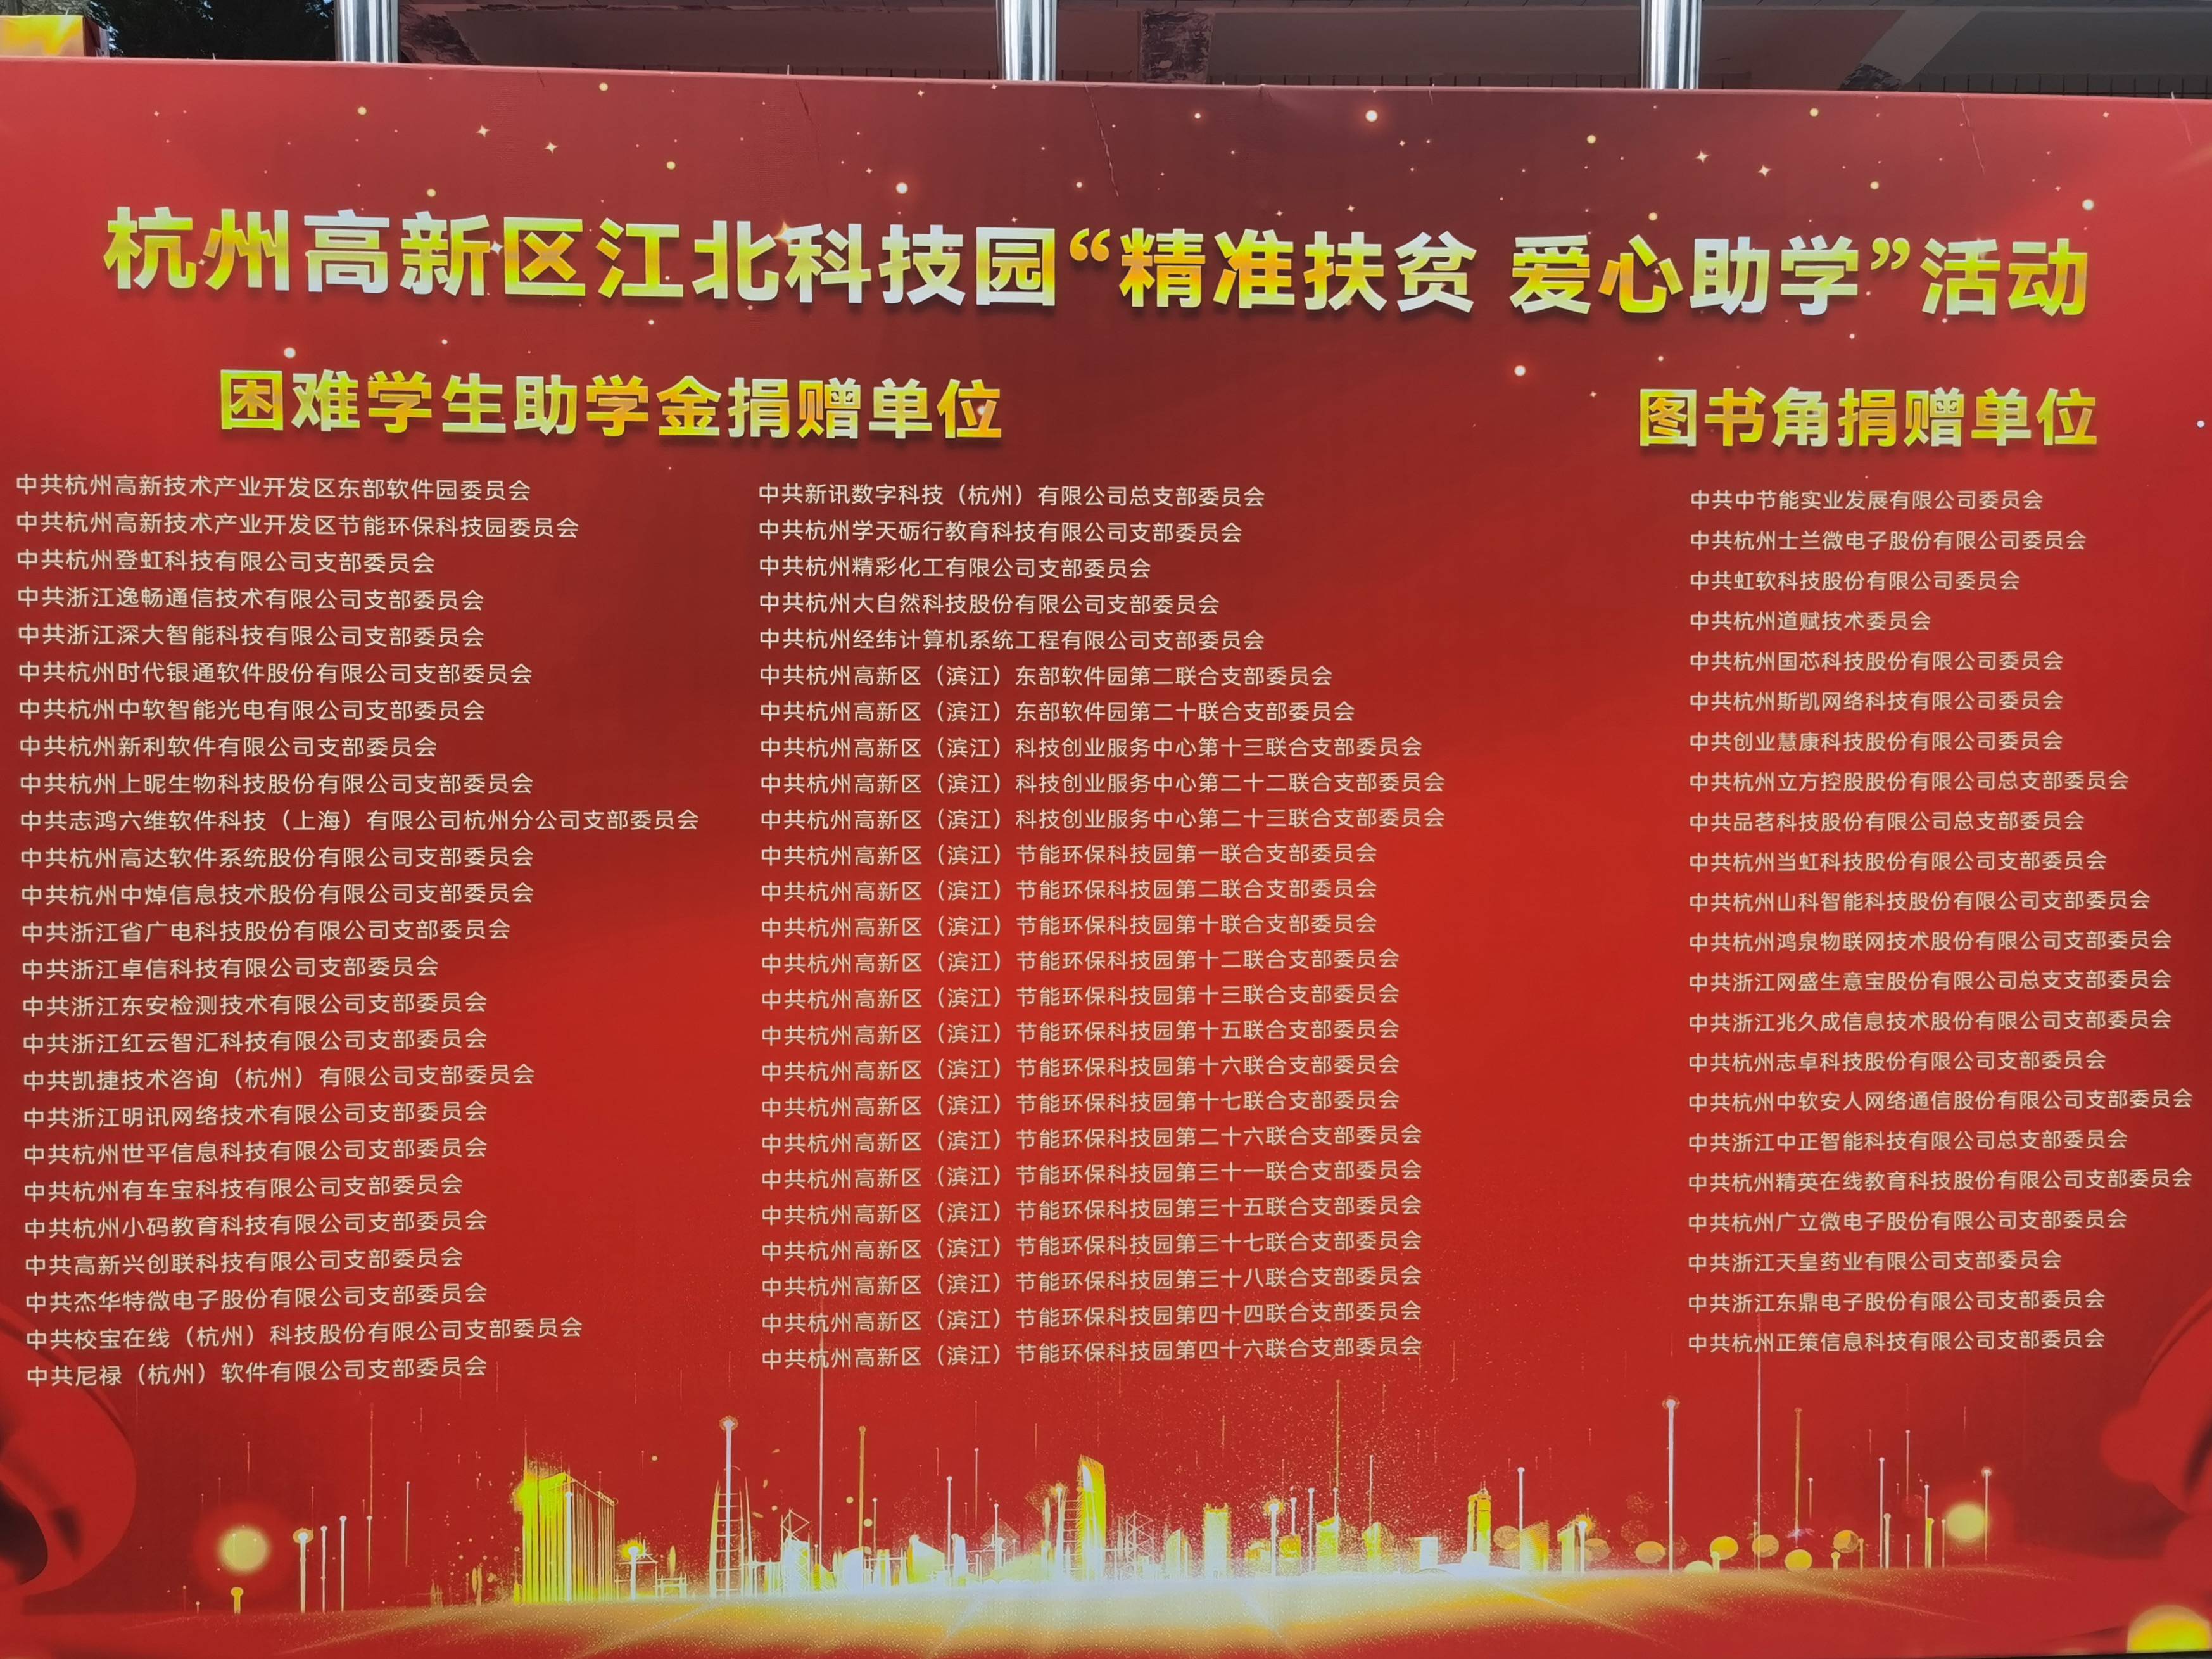 杭州高新区江北科技园“精准扶贫 爱心助学”活动
困难学生助学金捐赠单位
中共杭州高新技术产业开发区东部软件园委员会
中共杭州高新技术产业开发区节能环保科技园委员会
中共杭州登虹科技有限公司支部委员会
中共浙江逸畅通信技术有限公司支部委员会
中共浙江深大智能科技有限公司支部委员会
中共杭州时代银通软件股份有限公司支部委员会
中共杭州中软智能光电有限公司支部委员会
中共杭州新利软件有限公司支部委员会
中共杭州上昵生物科技股份有限公司支部委员会
中共志鸿六维软件科技（上海）有限公司杭州分公司支部委员会
中共杭州高达软件系统股份有限公司支部委员会
中共杭州中焯信息技术股份有限公司支部委员会
中共浙江省广电科技股份有限公司支部委员会
中共浙江卓信科技有限公司支部委员会
中共浙江东安检测技术有限公司支部委员会
中共浙江红云智汇科技有限公司支部委员会
中共凯捷技术咨询（杭州）有限公司支部委员会
中共浙江明讯网络技术有限公司支部委员会
中共杭州世平信息科技有限公司支部委员会
中共杭州有车宝科技有限公司支部委员会
中共杭州小码教育科技有限公司支部委员会
中共高新兴创联科技有限公司支部委员会
中共杰华特微电子股份有限公司支部委员会
中共校宝在线（杭州）科技股份有限公司支部委员会
中共尼禄（杭州）软件有限公司支部委员会
中共新讯数字科技（杭州）有限公司总支部委员会
中共杭州学天砺行教育科技有限公司支部委员会
中共杭州精彩化工有限公司支部委员会
中共杭州大自然科技股份有限公司支部委员会
中共杭州经纬计算机系统工程有限公司支部委员会
中共杭州高新区（滨江）东部软件园第二联合支部委员会
中共杭州高新区（滨江）东部软件园第二十联合支部委员会
中共杭州高新区（滨江）科技创业服务中心第十三联合支部委员会
中共杭州高新区（滨江）科技创业服务中心第二十二联合支部委员会
中共杭州高新区（滨江）科技创业服务中心第二十三联合支部委员会
中共杭州高新区（滨江）节能环保科技园第一联合支部委员会
中共杭州高新区（滨江）节能环保科技园第二联合支部委员会
中共杭州高新区（滨江）节能环保科技园第十联合支部委员会
中共杭州高新区（滨江）节能环保科技园第十二联合支部委员会
中共杭州高新区（滨江）节能环保科技园第十三联合支部委员会
中共杭州高新区（滨江）节能环保科技园第十五联合支部委员会
中共杭州高新区（滨江）节能环保科技园第十六联合支部委员会
中共杭州高新区（滨江）节能环保科技园第十七联合支部委员会
中共杭州高新区（滨江）节能环保科技园第二十六联合支部委员会
中共杭州高新区（滨江）节能环保科技园第三十一联合支部委员会
中共杭州高新区（滨江）节能环保科技园第三十五联合支部委员会
中共杭州高新区（滨江）节能环保科技园第三十七联合支部委员会
中共杭州高新区（滨江）节能环保科技园第三十八联合支部委员会
中共杭州高新区（滨江）节能环保科技园第四十四联合支部委员会
中共杭州高新区（滨江）节能环保科技园第四十六联合支部委员会
图书角捐赠单位
中共中节能实业发展有限公司委员会
中共杭州士兰微电子股份有限公司委员会
中共虹软科技股份有限公司委员会
中共杭州道赋技术委员会
中共杭州国芯科技股份有限公司委员会
中共杭州斯凯网络科技有限公司委员会
中共创业慧康科技股份有限公司委员会
中共杭州立方控股股份有限公司总支部委员会
中共品茗科技股份有限公司总支部委员会
中共杭州当虹科技股份有限公司支部委员会
中共杭州山科智能科技股份有限公司支部委员会
中共杭州鸿泉物联网技术股份有限公司支部委员会
中共浙江网盛生意宝股份有限公司总支支部委员会
中共浙江兆久成信息技术股份有限公司支部委员会
中共杭州志卓科技股份有限公司支部委员会
中共杭州中软安人网络通信股份有限公司支部委员会
中共浙江中正智能科技有限公司总支部委员会
中共杭州精英在线教育科技股份有限公司支部委员会
中共杭州广立微电子股份有限公司支部委员会
中共浙江天皇药业有限公司支部委员会
中共浙江东鼎电子股份有限公司支部委员会
中共杭州正策信息科技有限公司支部委员会